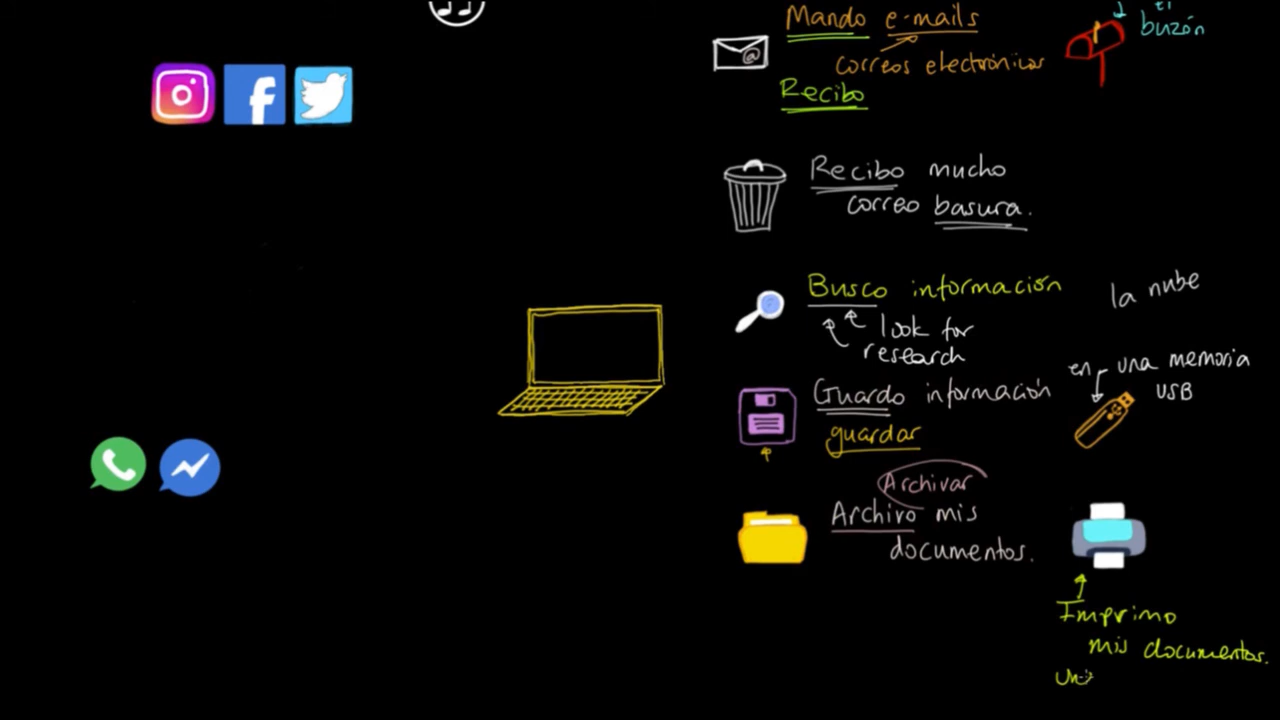 Mando e-mails
correos electrónicos
el
buzón
Recibo
Recibo mucho
correo basura.
Busco información
look for
research
la nube
Guardo información
guardar
en una memoria
USB
Archivar
Archivo mis
documentos.
Imprimo
mis documentos.